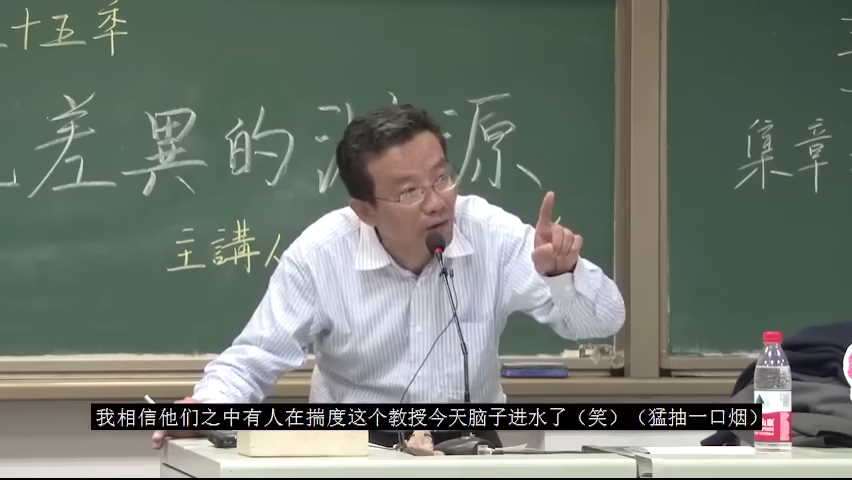 十五季
差異的
源
主講人
集章
我相信他们之中有人在揣度这个教授今天脑子进水了（笑）（猛抽一口烟）